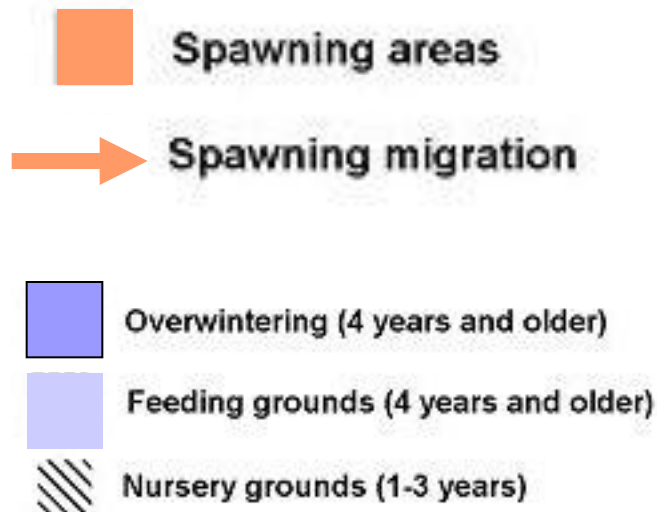 Spawning areas
Spawning migration
Overwintering (4 years and older)
Feeding grounds (4 years and older)
Nursery grounds (1-3 years)